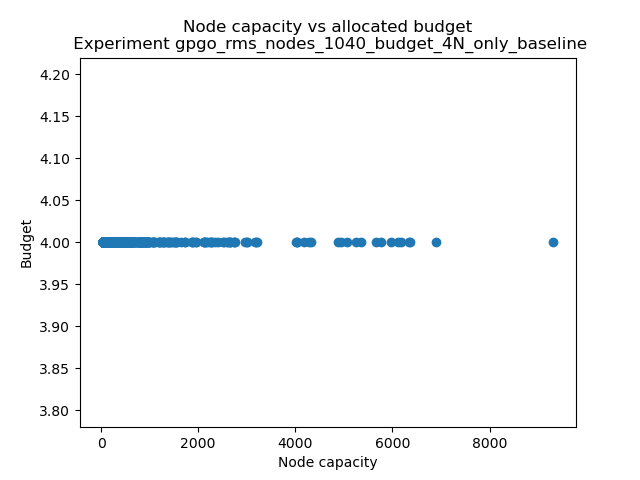 Node capacity vs allocated budget
Experiment gpgo_rms_nodes_1040_budget_4N_only_baseline
4.20
4.15
4.10
4.05
4.00
3.95
3.90
3.85
3.80
Budget
0 2000 4000 6000 8000
Node capacity